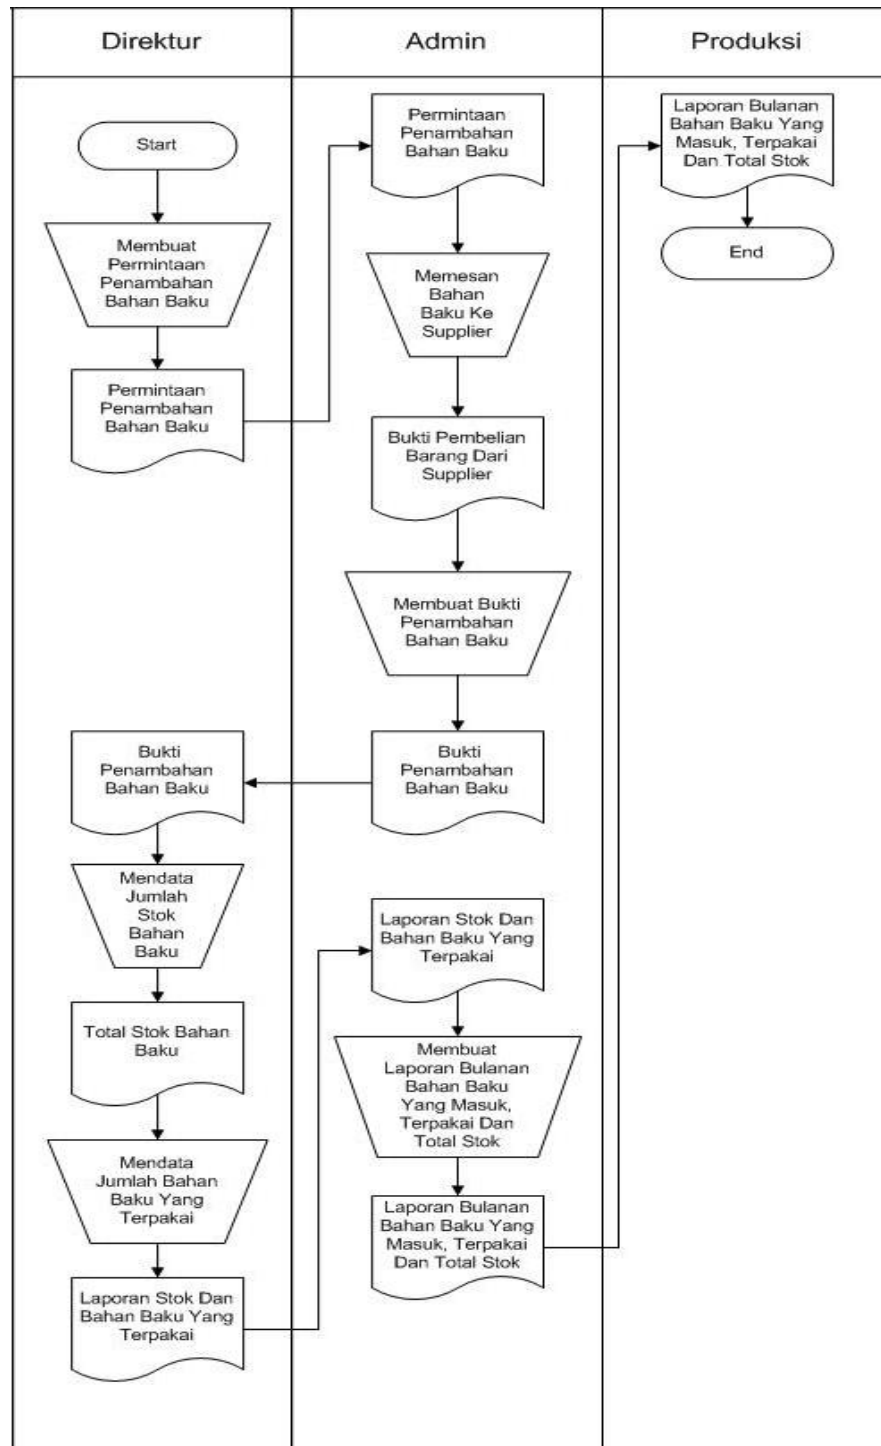 Direktur
Admin
Produksi
Start
Membuat
Permintaan
Penambahan
Bahan Baku
Permintaan
Penambahan
Bahan Baku
Permintaan
Penambahan
Bahan Baku
Memesan
Bahan
Baku Ke
Supplier
Bukti Pembelian
Barang Dari
Supplier
Membuat Bukti
Penambahan
Bahan Baku
Bukti
Penambahan
Bahan Baku
Bukti
Penambahan
Bahan Baku
Mendata
Jumlah
Stok
Bahan
Baku
Total Stok Bahan
Baku
Mendata
Jumlah Bahan
Baku Yang
Terpakai
Laporan Stok Dan
Bahan Baku Yang
Terpakai
Laporan Stok Dan
Bahan Baku Yang
Terpakai
Membuat
Laporan Bulanan
Bahan Baku
Yang Masuk,
Terpakai Dan
Total Stok
Laporan Bulanan
Bahan Baku Yang
Masuk, Terpakai
Dan Total Stok
Laporan Bulanan
Bahan Baku Yang
Masuk, Terpakai
Dan Total Stok
End